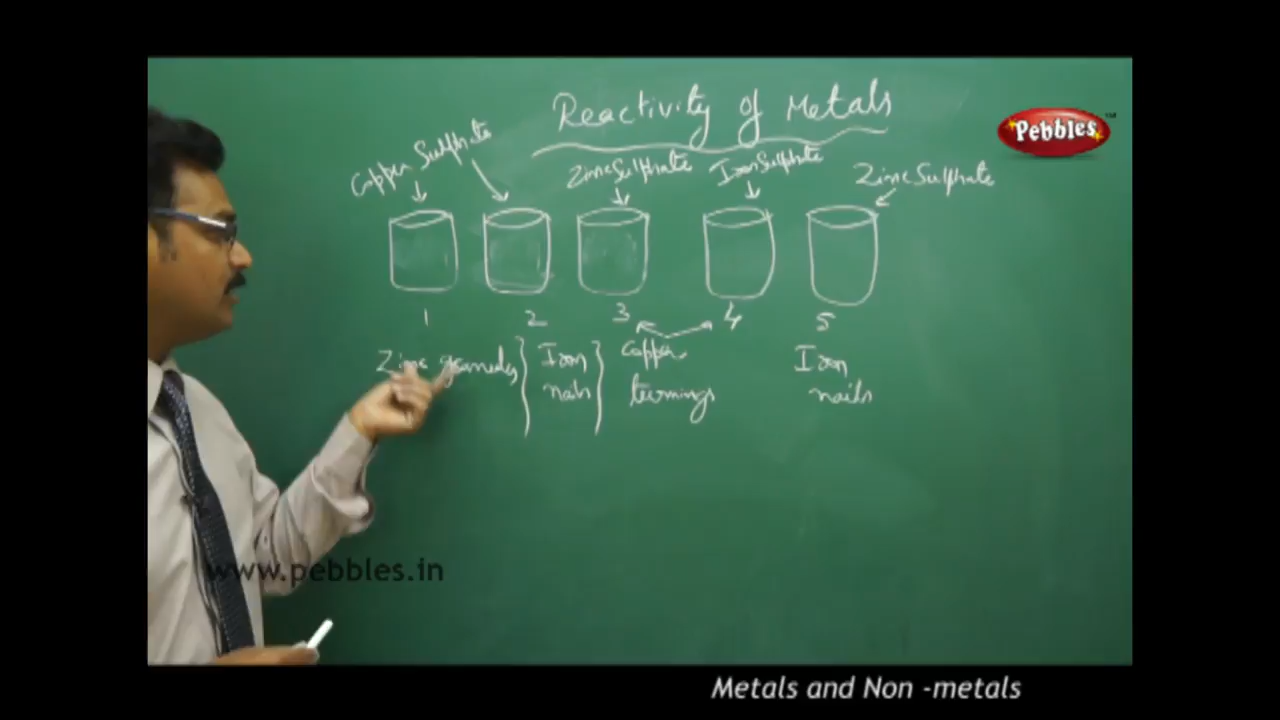 Reactivity of Metals
Pebbles™
Copper Sulphate
Zinc Sulphate
Iron Sulphate
Zinc Sulphate
1 2 3 4 5
Zinc granules
Iron
nails
Copper
turnings
Iron
nails
www.pebbles.in
Metals and Non -metals